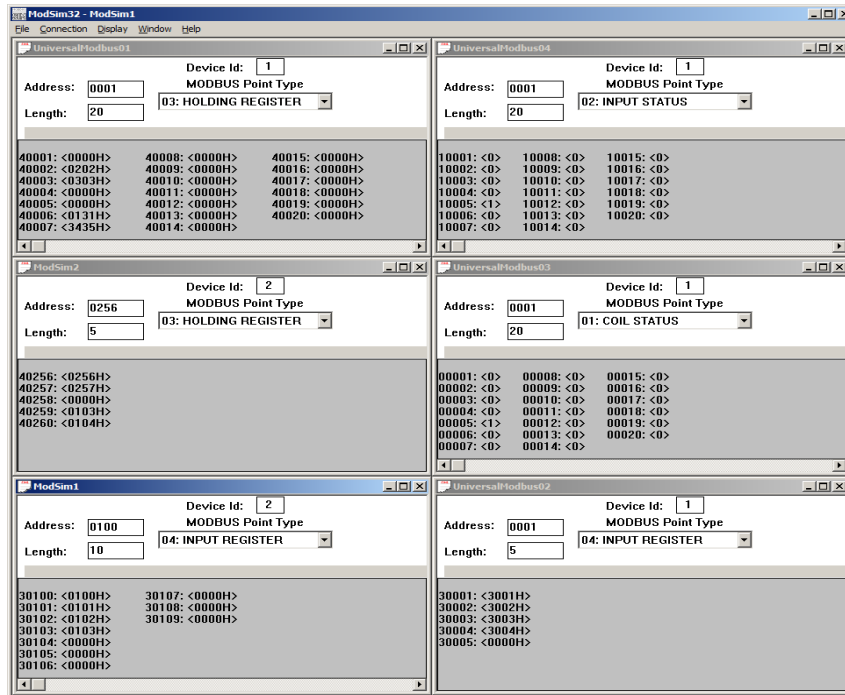 ModSim32 - ModSim1
File Connection Display Window Help
UniversalModbus01
Device Id: 1
Address: 0001 MODBUS Point Type
03: HOLDING REGISTER
Length: 20
40001: <0000H> 40008: <0000H> 40015: <0000H>
40002: <0202H> 40009: <0000H> 40016: <0000H>
40003: <0303H> 40010: <0000H> 40017: <0000H>
40004: <0000H> 40011: <0000H> 40018: <0000H>
40005: <0000H> 40012: <0000H> 40019: <0000H>
40006: <0131H> 40013: <0000H> 40020: <0000H>
40007: <3435H> 40014: <0000H>
UniversalModbus04
Device Id: 1
Address: 0001 MODBUS Point Type
02: INPUT STATUS
Length: 20
10001: <0> 10008: <0> 10015: <0>
10002: <0> 10009: <0> 10016: <0>
10003: <0> 10010: <0> 10017: <0>
10004: <0> 10011: <0> 10018: <0>
10005: <1> 10012: <0> 10019: <0>
10006: <0> 10013: <0> 10020: <0>
10007: <0> 10014: <0>
ModSim2
Device Id: 2
Address: 0256 MODBUS Point Type
03: HOLDING REGISTER
Length: 5
40256: <0256H>
40257: <0257H>
40258: <0000H>
40259: <0103H>
40260: <0104H>
UniversalModbus03
Device Id: 1
Address: 0001 MODBUS Point Type
01: COIL STATUS
Length: 20
00001: <0> 00008: <0> 00015: <0>
00002: <0> 00009: <0> 00016: <0>
00003: <0> 00010: <0> 00017: <0>
00004: <0> 00011: <0> 00018: <0>
00005: <1> 00012: <0> 00019: <0>
00006: <0> 00013: <0> 00020: <0>
00007: <0> 00014: <0>
ModSim1
Device Id: 2
Address: 0100 MODBUS Point Type
04: INPUT REGISTER
Length: 10
30100: <0100H> 30107: <0000H>
30101: <0101H> 30108: <0000H>
30102: <0102H> 30109: <0000H>
30103: <0103H>
30104: <0000H>
30105: <0000H>
30106: <0000H>
UniversalModbus02
Device Id: 1
Address: 0001 MODBUS Point Type
04: INPUT REGISTER
Length: 5
30001: <3001H>
30002: <3002H>
30003: <3003H>
30004: <3004H>
30005: <0000H>